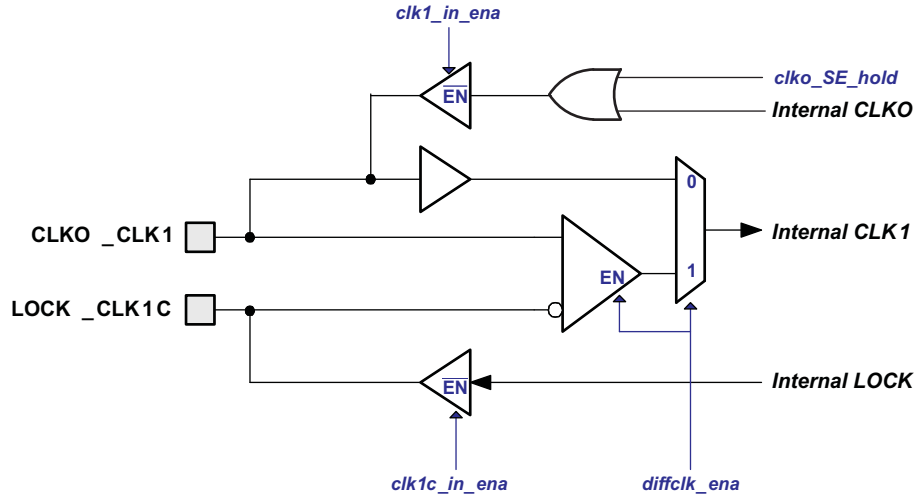 clk1_in_ena
EN
clko_SE_hold
Internal CLKO
0
CLKO _CLK1
Internal CLK1
EN
1
LOCK _CLK1C
EN
Internal LOCK
clk1c_in_ena
diffclk_ena